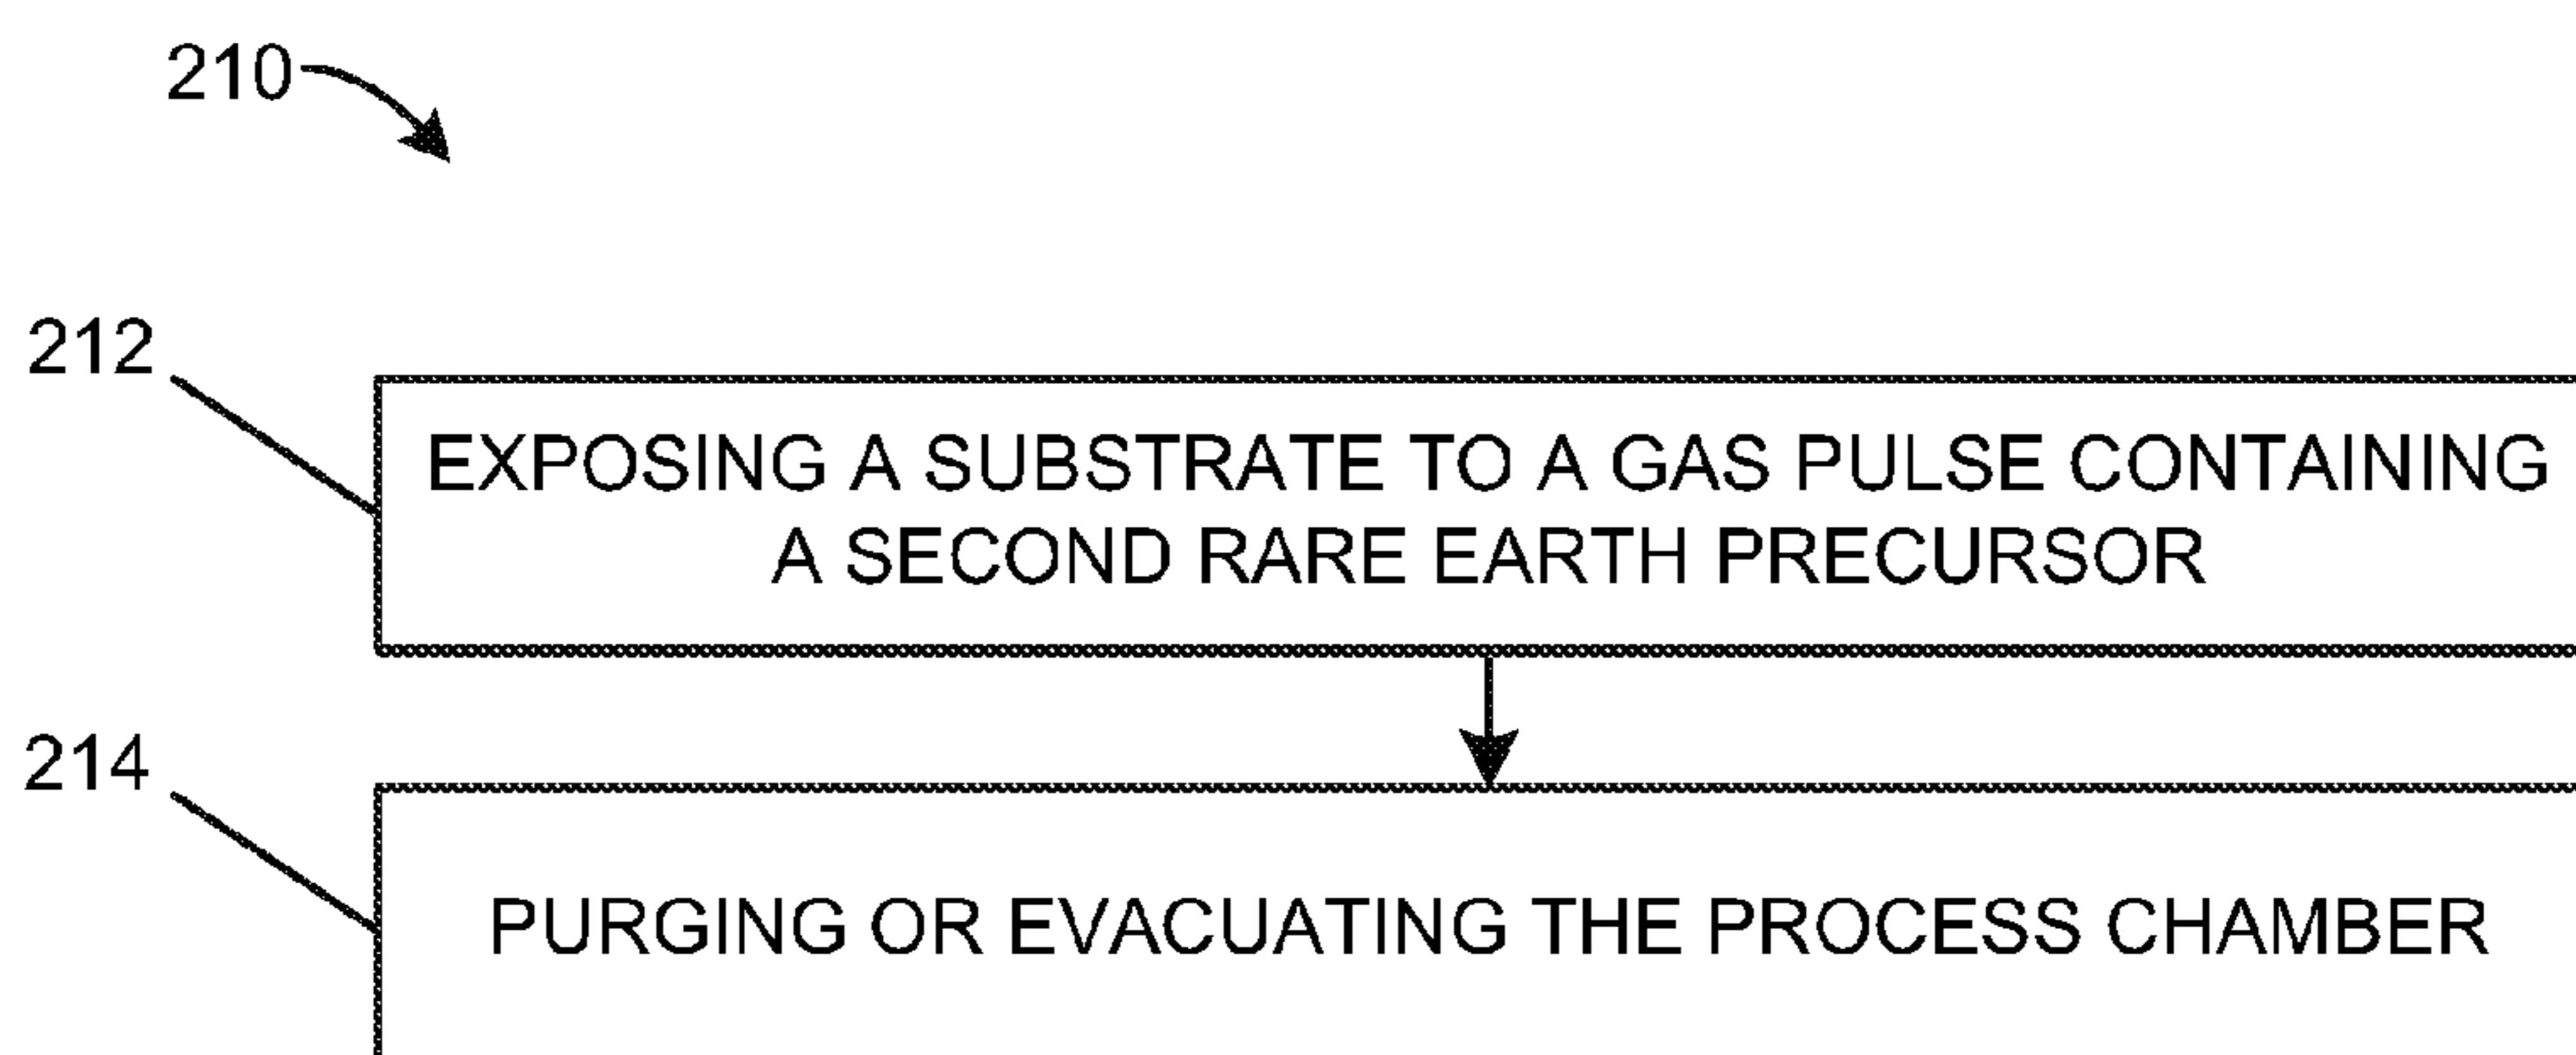 210
212
EXPOSING A SUBSTRATE TO A GAS PULSE CONTAINING
A SECOND RARE EARTH PRECURSOR
214
PURGING OR EVACUATING THE PROCESS CHAMBER